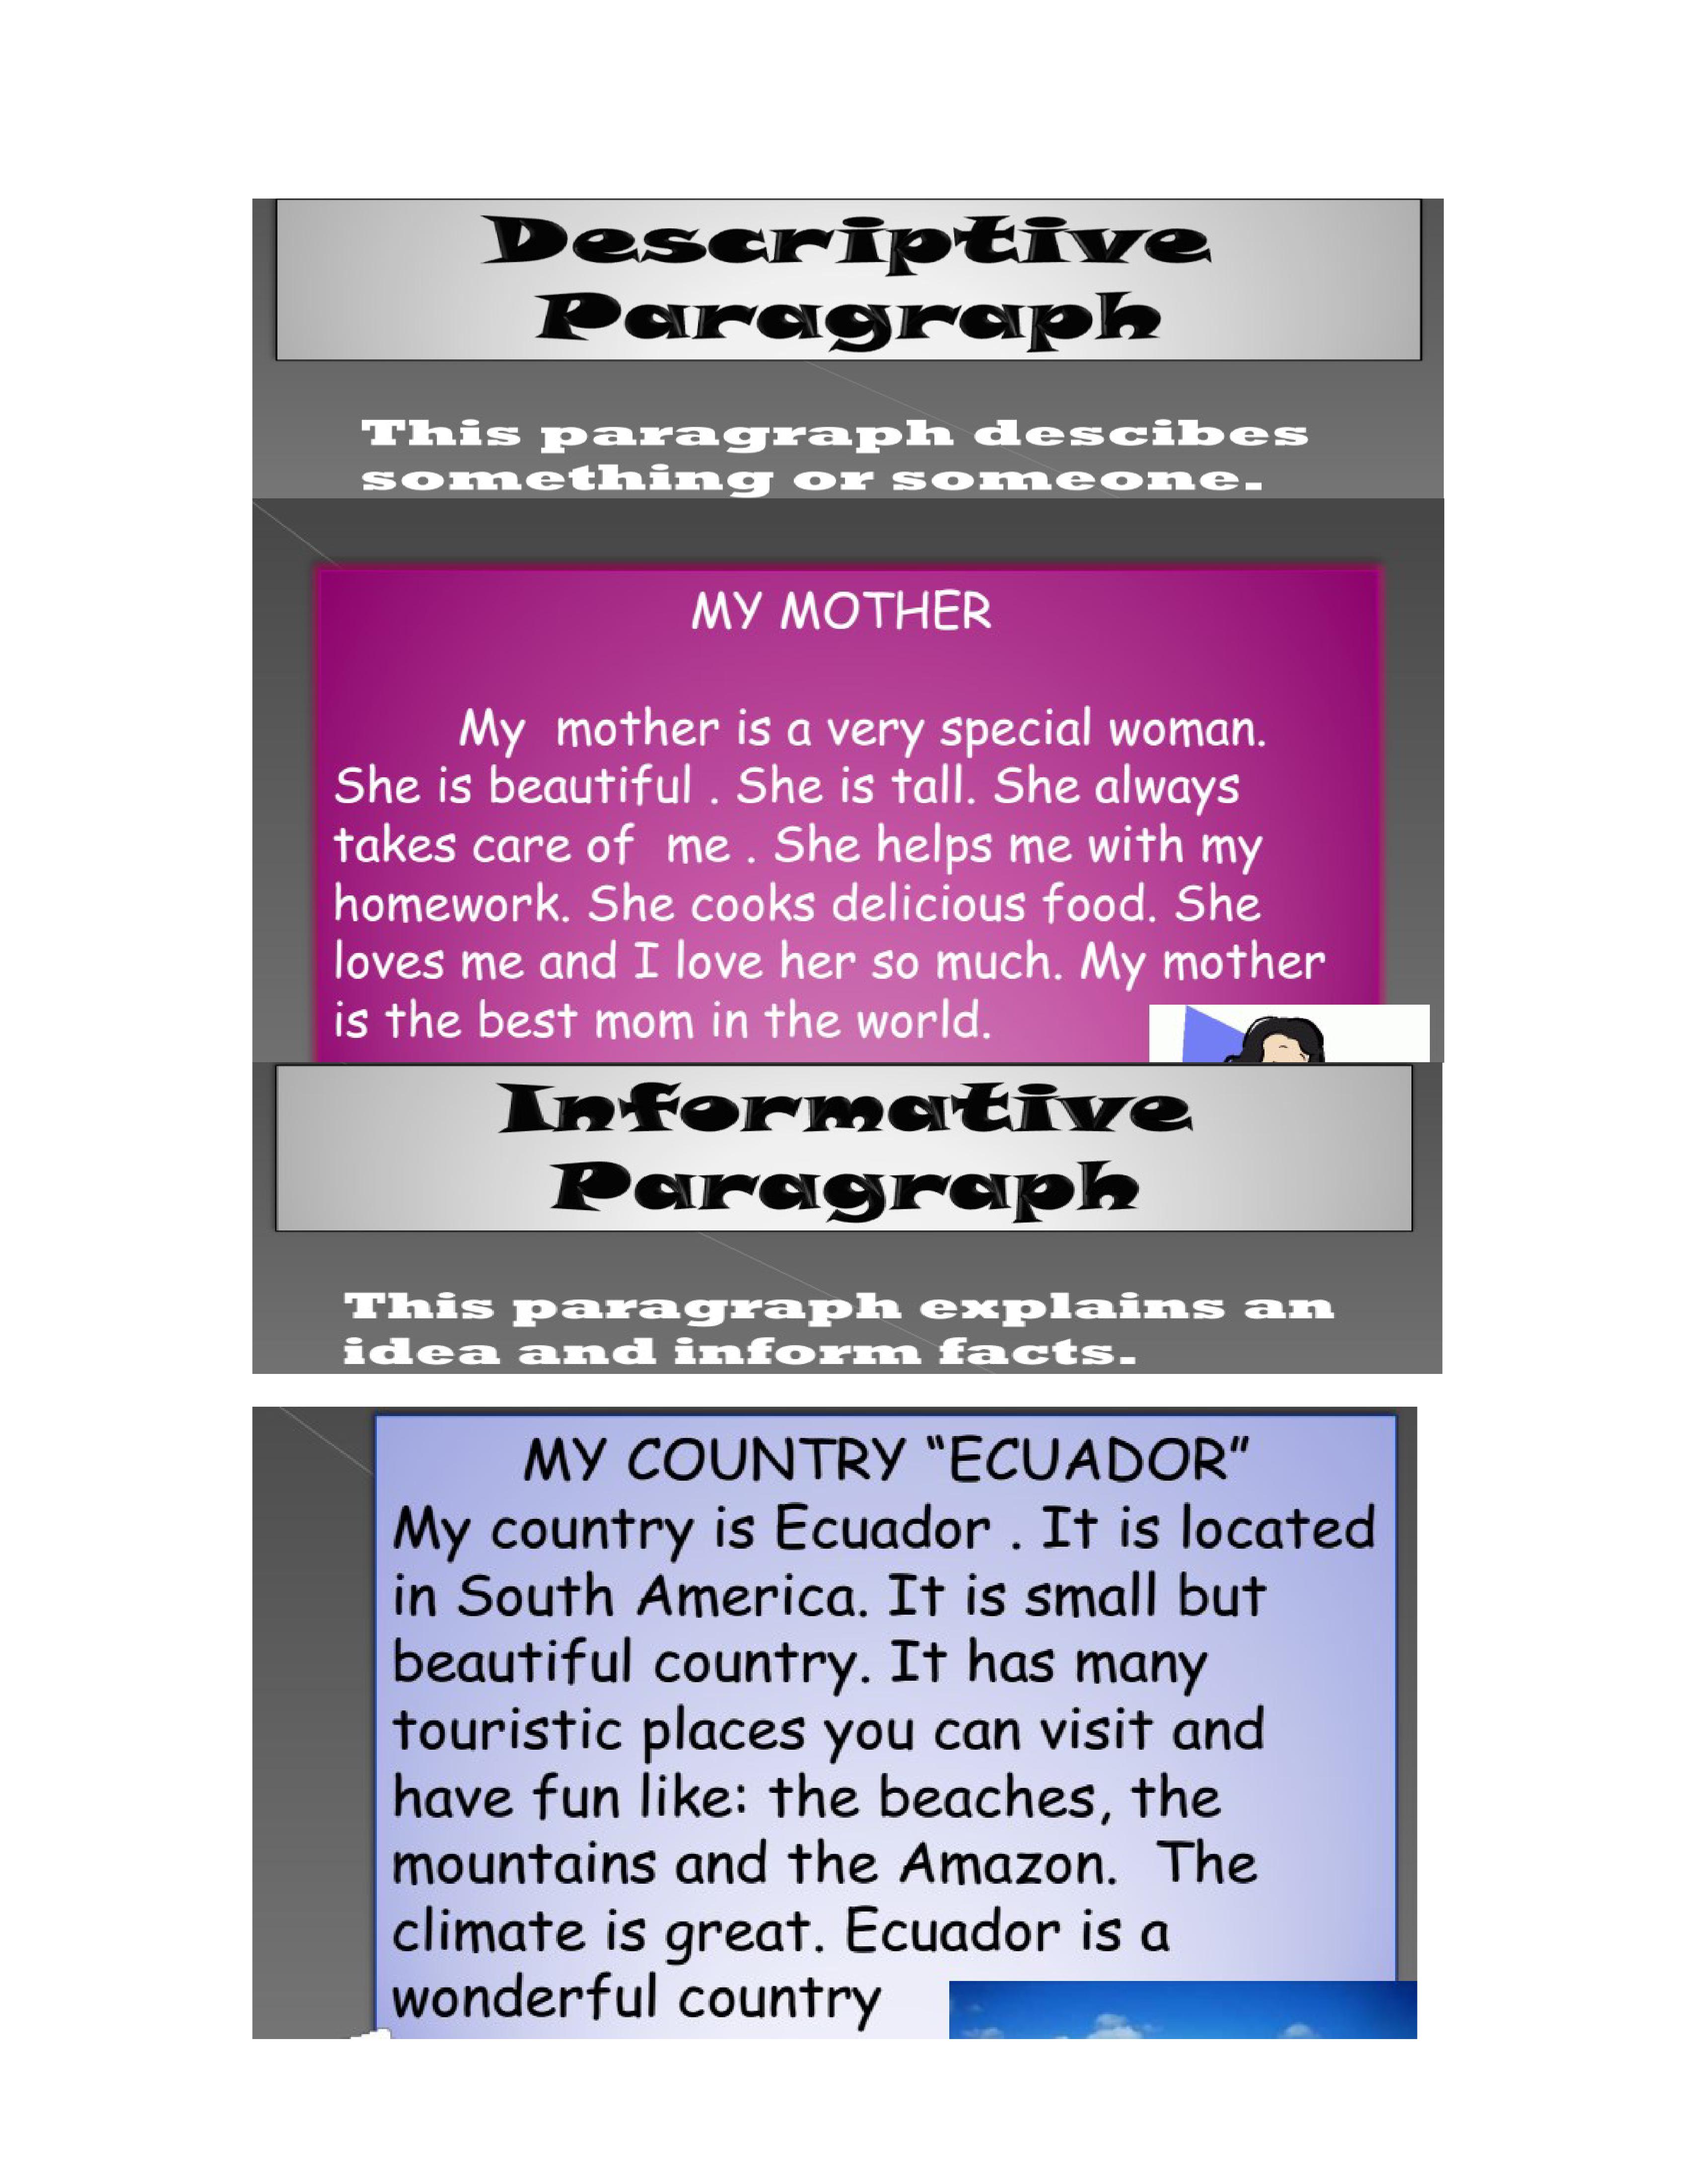 Descriptive
Paragraph
This paragraph descibes
something or someone.
MY MOTHER
My mother is a very special woman.
She is beautiful . She is tall. She always
takes care of me . She helps me with my
homework. She cooks delicious food. She
loves me and I love her so much. My mother
is the best mom in the world.
Informative
Paragraph
This paragraph explains an
idea and inform facts.
MY COUNTRY “ECUADOR”
My country is Ecuador . It is located
in South America. It is small but
beautiful country. It has many
touristic places you can visit and
have fun like: the beaches, the
mountains and the Amazon. The
climate is great. Ecuador is a
wonderful country